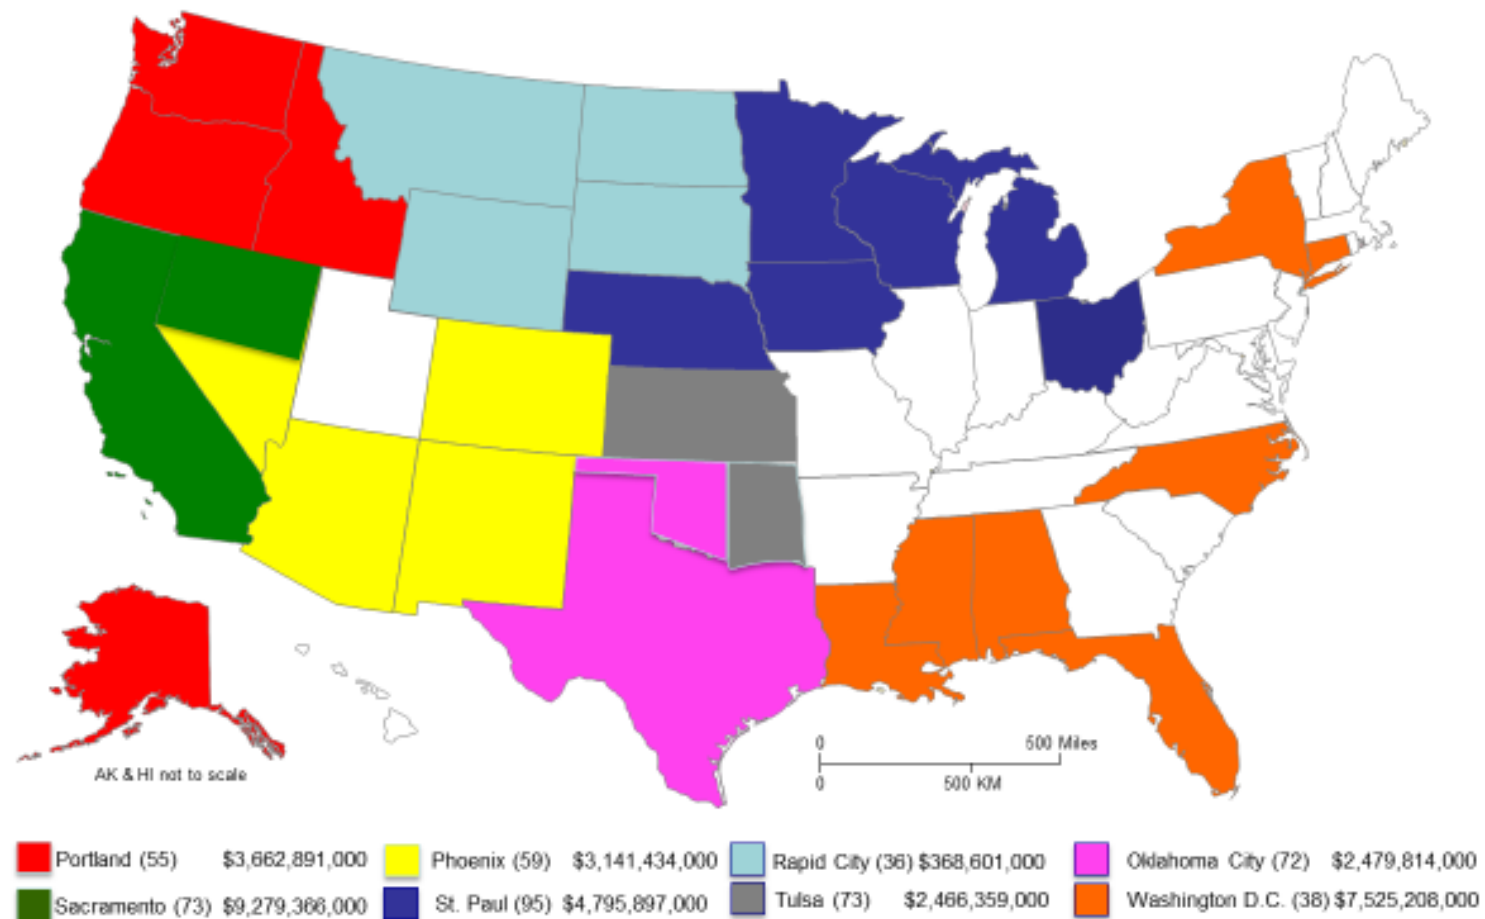 0 500 Miles
0 500 KM
AK & HI not to scale
Portland (55) $3,662,891,000 Phoenix (59) $3,141,434,000 Rapid City (36) $368,601,000 Oklahoma City (72) $2,479,814,000
Sacramento (73) $9,279,366,000 St. Paul (95) $4,795,897,000 Tulsa (73) $2,466,359,000 Washington D.C. (38) $7,525,208,000